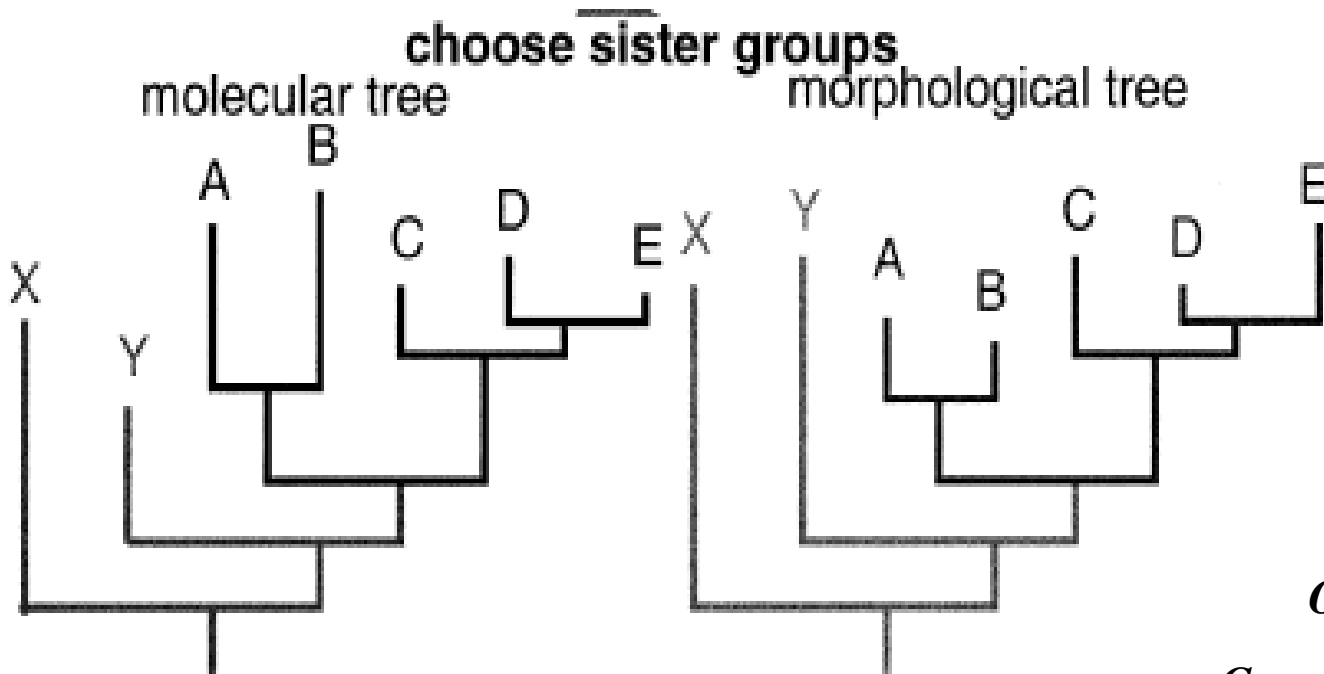 choose sister groups
molecular tree
morphological tree
A
B
C
D
E
X
Y
X
Y
A
B
C
D
E